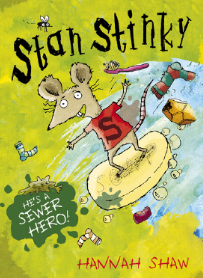 Stan Stinky
S
HE'S A
SEWER
HERO!
HANNAH SHAW